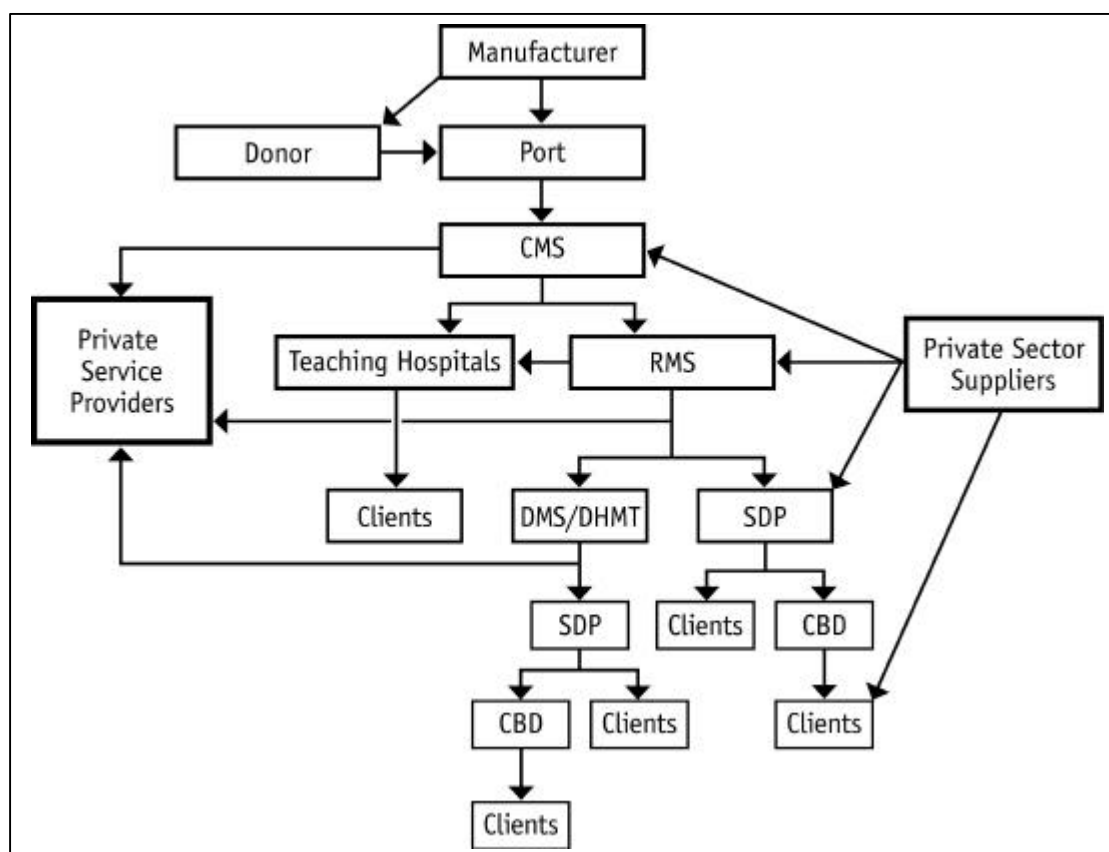 Manufacturer
Donor
Port
CMS
Private
Service
Providers
Teaching Hospitals
RMS
Private Sector
Suppliers
Clients
DMS/DHMT
SDP
SDP
Clients
CBD
CBD
Clients
Clients
Clients